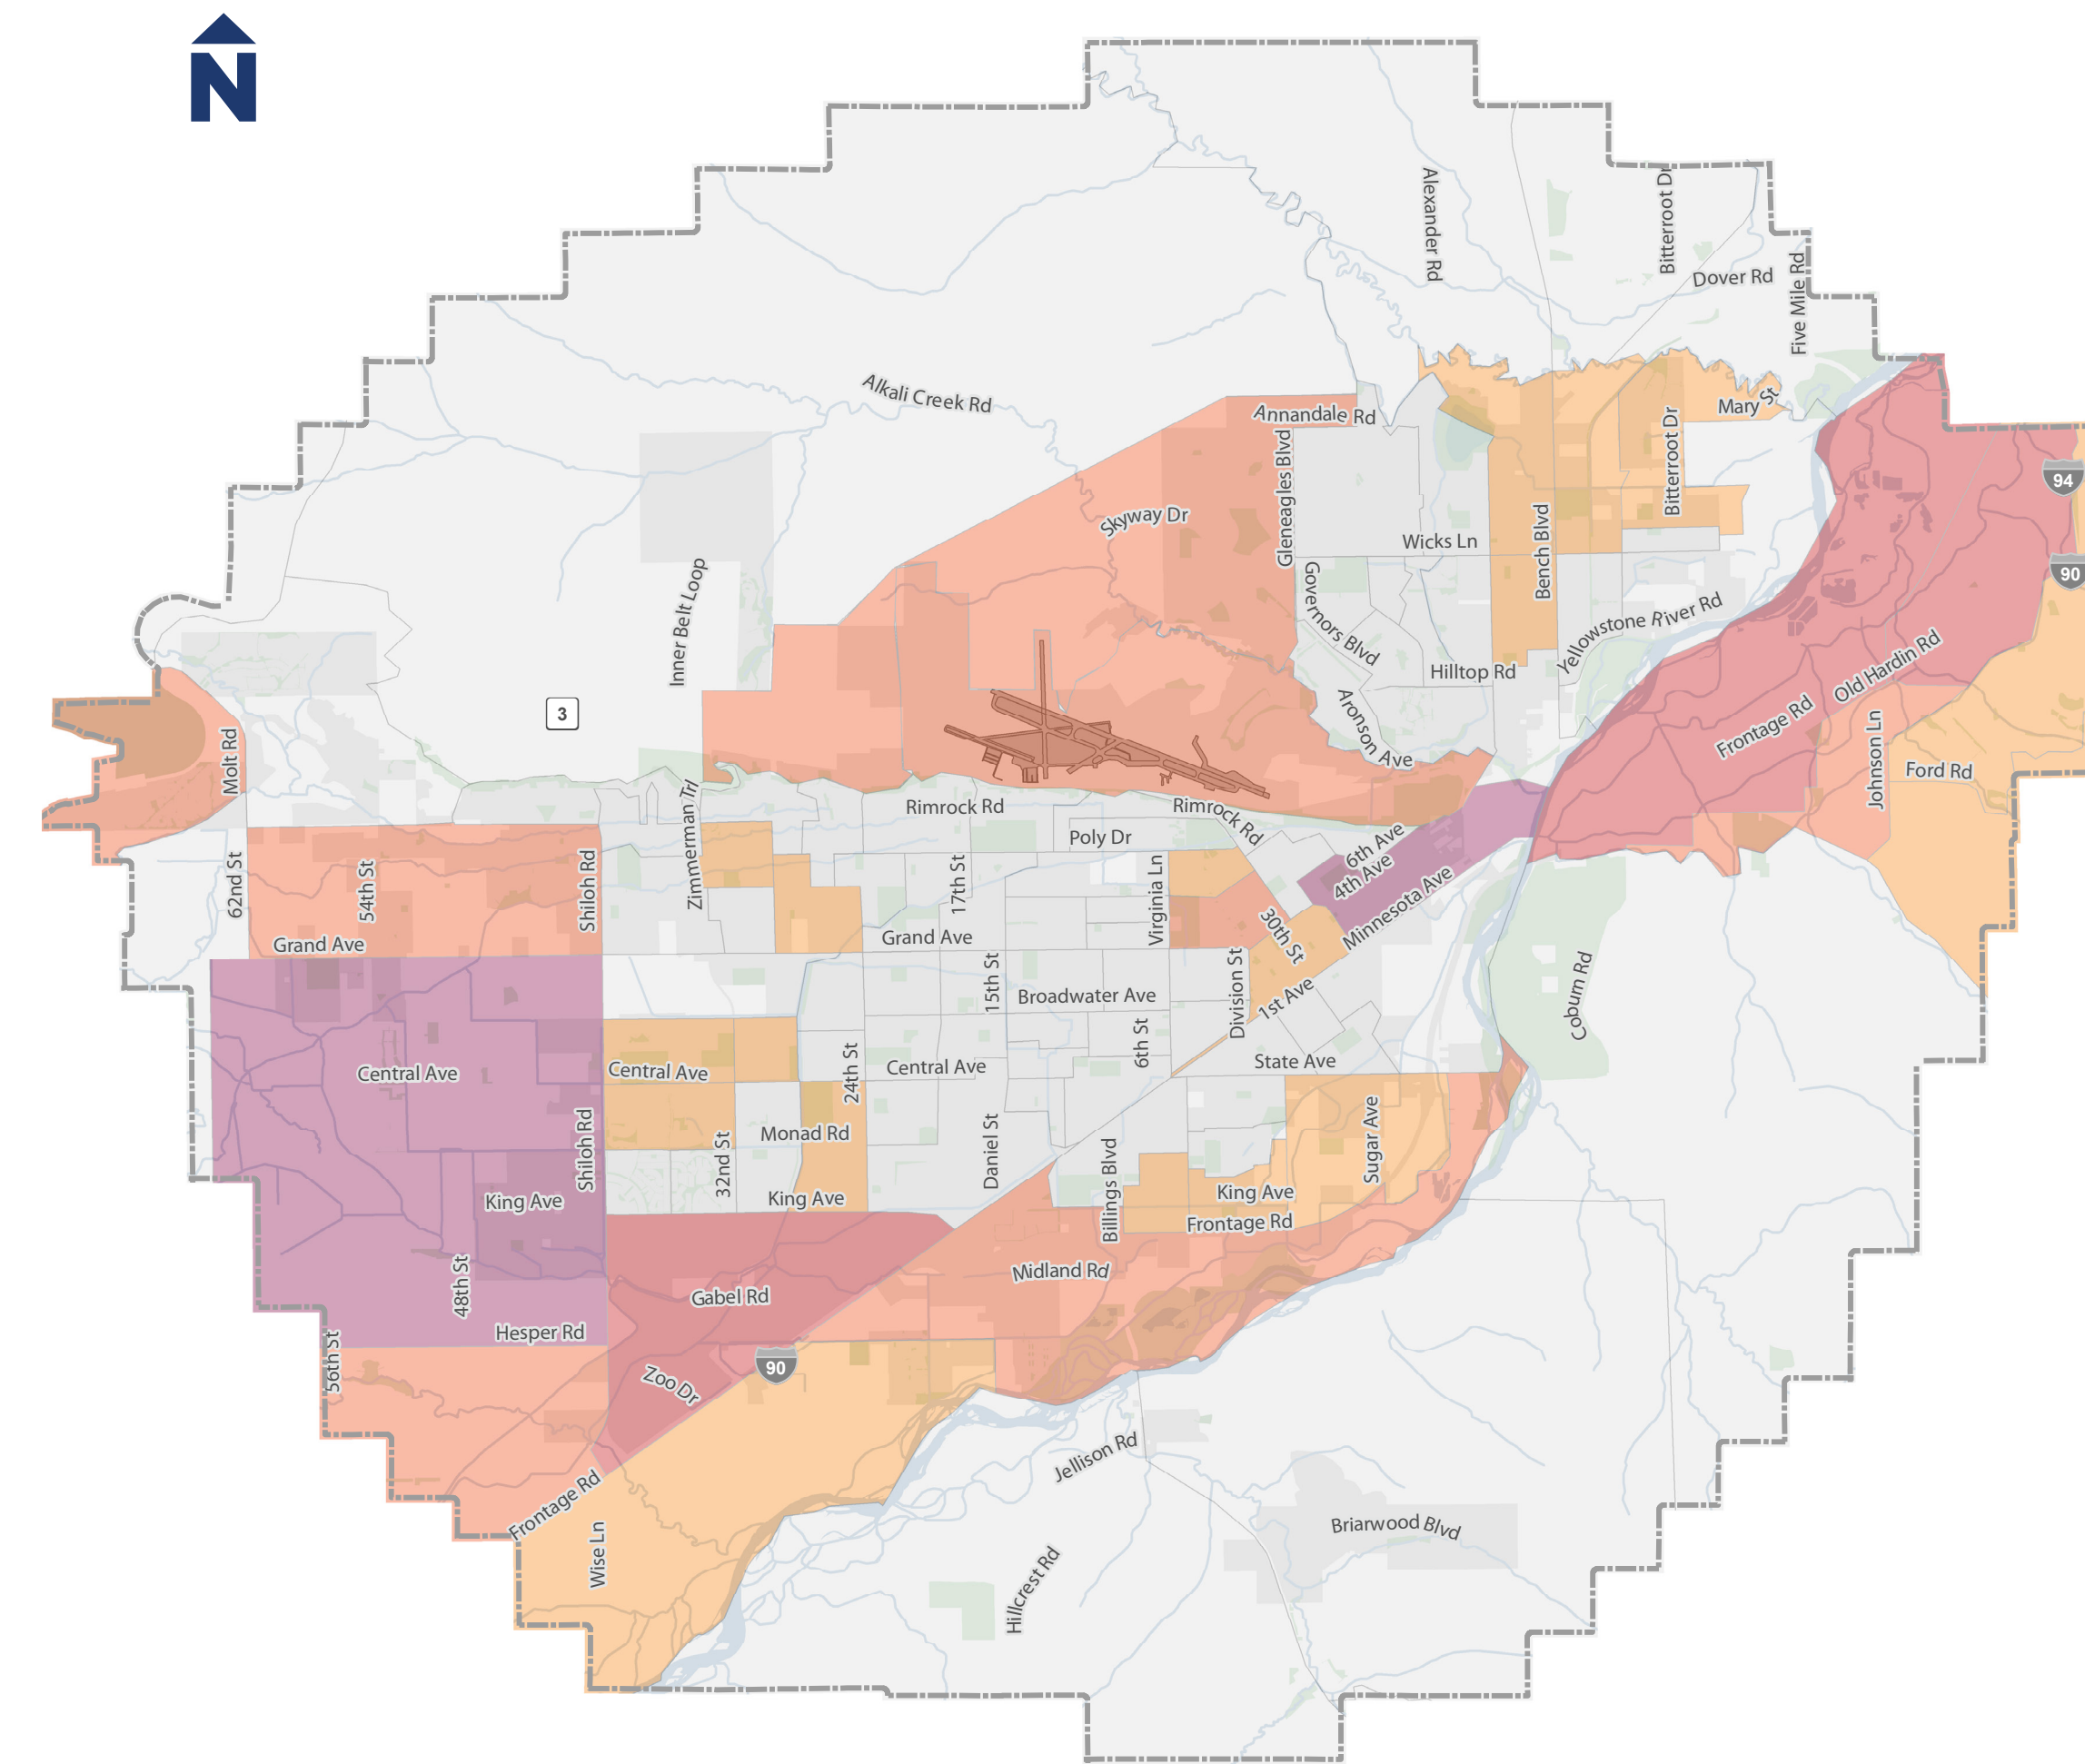 N
Alexander Rd
Bitterroot Dr
Dover Rd
Five Mile Rd
Alkali Creek Rd
Annandale Rd
Mary St
Bitterroot Dr
Gleneagles Blvd
Skyway Dr
94
Wicks Ln
Bench Blvd
90
Inner Belt Loop
Governors Blvd
Yellowstone River Rd
Hilltop Rd
Old Hardin Rd
3
Aronson Ave
Frontage Rd
Johnson Ln
Molt Rd
Ford Rd
Zimmerman Trl
Rimrock Rd
Rimrock Rd
Poly Dr
6th Ave
4th Ave
Minnesota Ave
62nd St
54th St
Shiloh Rd
17th St
Virginia Ln
30th St
Grand Ave
Grand Ave
15th St
Broadwater Ave
Division St
1st Ave
Coburn Rd
6th St
State Ave
Central Ave
Central Ave
24th St
Central Ave
Monad Rd
Shiloh Rd
32nd St
Daniel St
Billings Blvd
Sugar Ave
King Ave
King Ave
King Ave
Frontage Rd
48th St
Midland Rd
Gabel Rd
Hesper Rd
56th St
90
Zoo Dr
Jellison Rd
Frontage Rd
Wise Ln
Briarwood Blvd
Hillcrest Rd